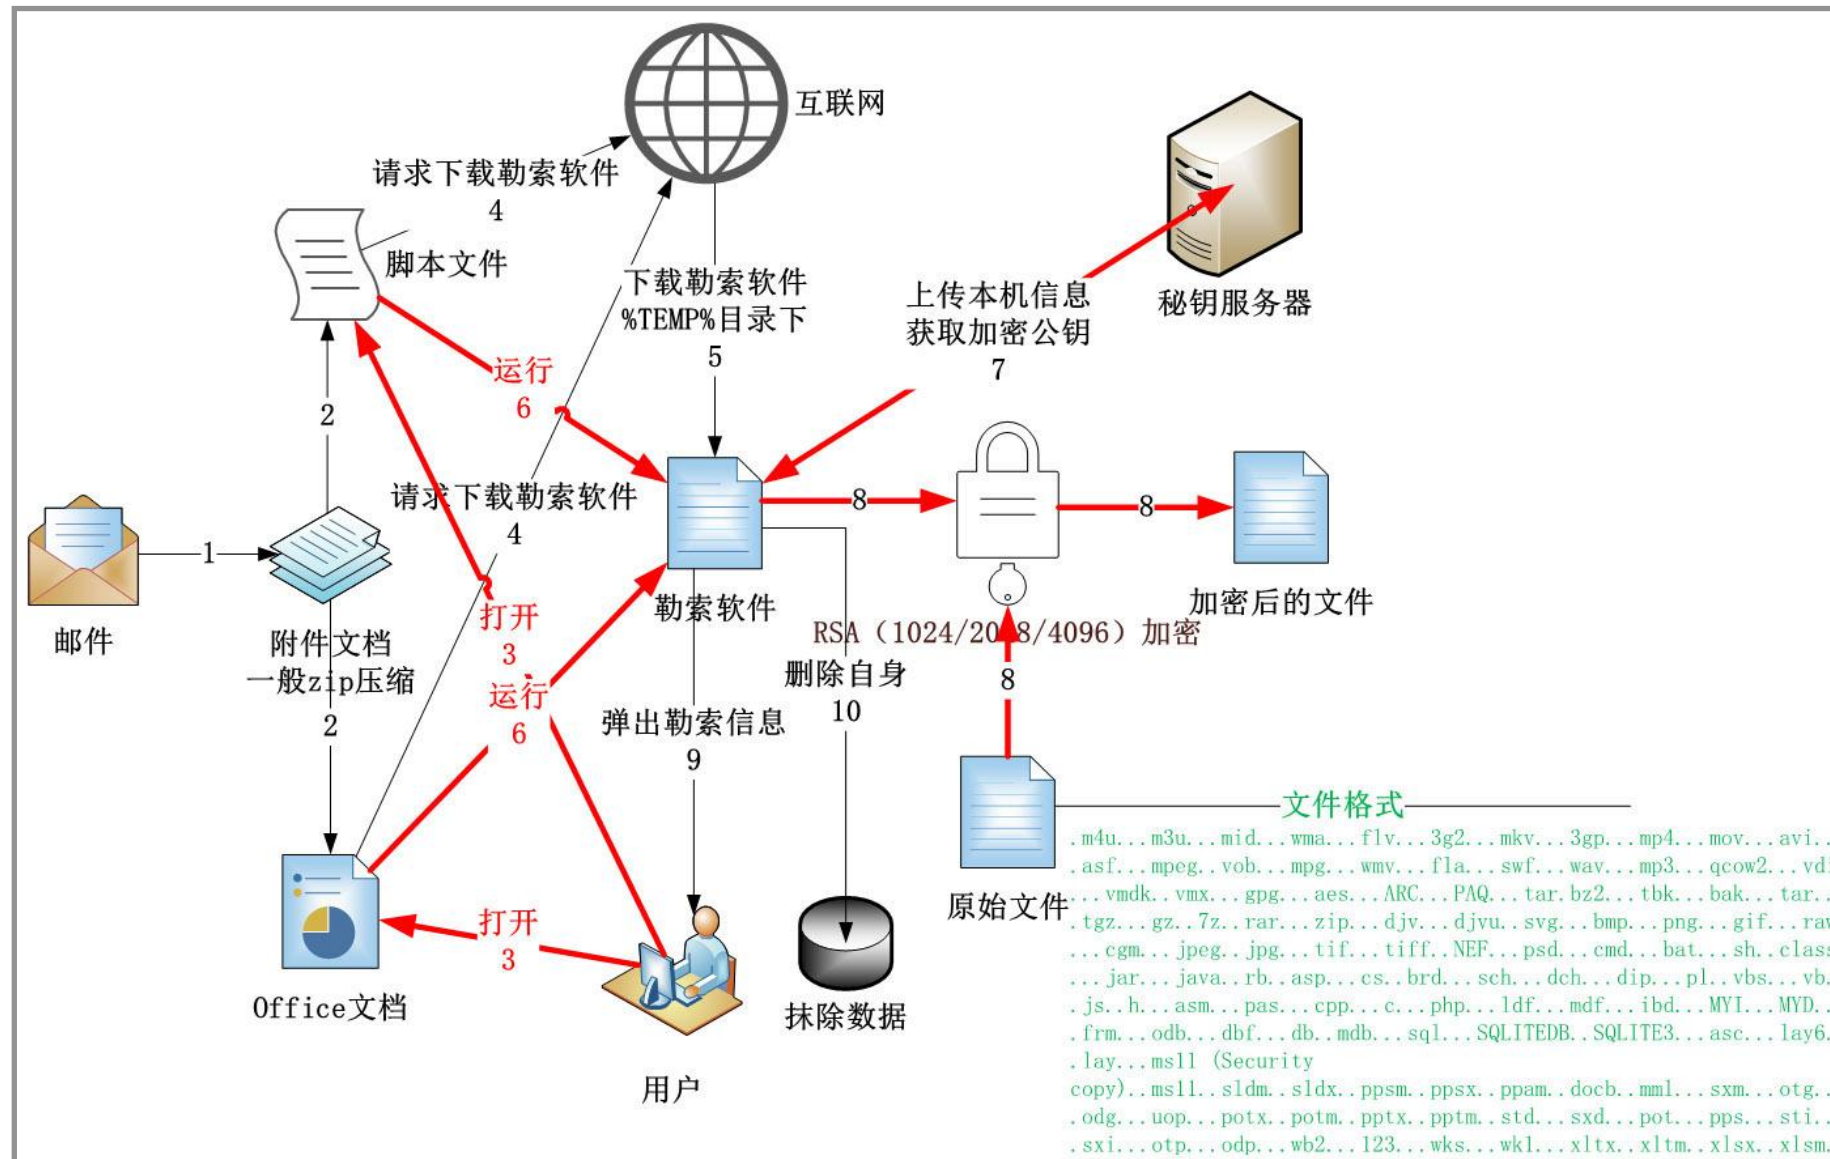 互联网
请求下载勒索软件
4
脚本文件
下载勒索软件
%TEMP%目录下
5
上传本机信息
获取加密公钥
7
秘钥服务器
运行
6
2
请求下载勒索软件
4
8
8
1
邮件
附件文档
一般zip压缩
2
打开
3
运行
6
勒索软件
RSA（1024/2048/4096）加密
8
加密后的文件
删除自身
10
弹出勒索信息
9
打开
3
Office文档
用户
抹除数据
原始文件
文件格式
.m4u...m3u...mid...wma...flv...3g2...mkv...3gp...mp4...mov...avi..
.asf...mpeg..vob...mpg...wmv...fla...swf...wav...mp3...qcow2...vdi
...vmdk..vmx...gpg...aes...ARC...PAQ...tar.bz2...tbk...bak...tar..
.tgz...gz..7z..rar...zip...djv...djvu..svg...bmp...png...gif...raw
...cgm...jpeg..jpg...tif...tiff..NEF...psd...cmd...bat...sh..class
...jar...java..rb..asp...cs..brd...sch...dch...dip...pl..vbs...vb.
.js..h...asm...pas...cpp...c...php...ldf...mdf...ibd...MYI...MYD..
.frm...odb...dbf...db..mdb...sql...SQLITEDB..SQLITE3...asc...lay6.
.lay...ms11 (Security
copy)..ms11..sldm..sldx..ppsm..ppsx..ppam..docb..mml...sxm...otg..
.odg...uop...potx..potm..pptx..pptm..std...sxd...pot...pps...sti..
.sxi...otp...odp...wb2...123...wks...wk1...xltx..xltm..xlsx..xlsm.